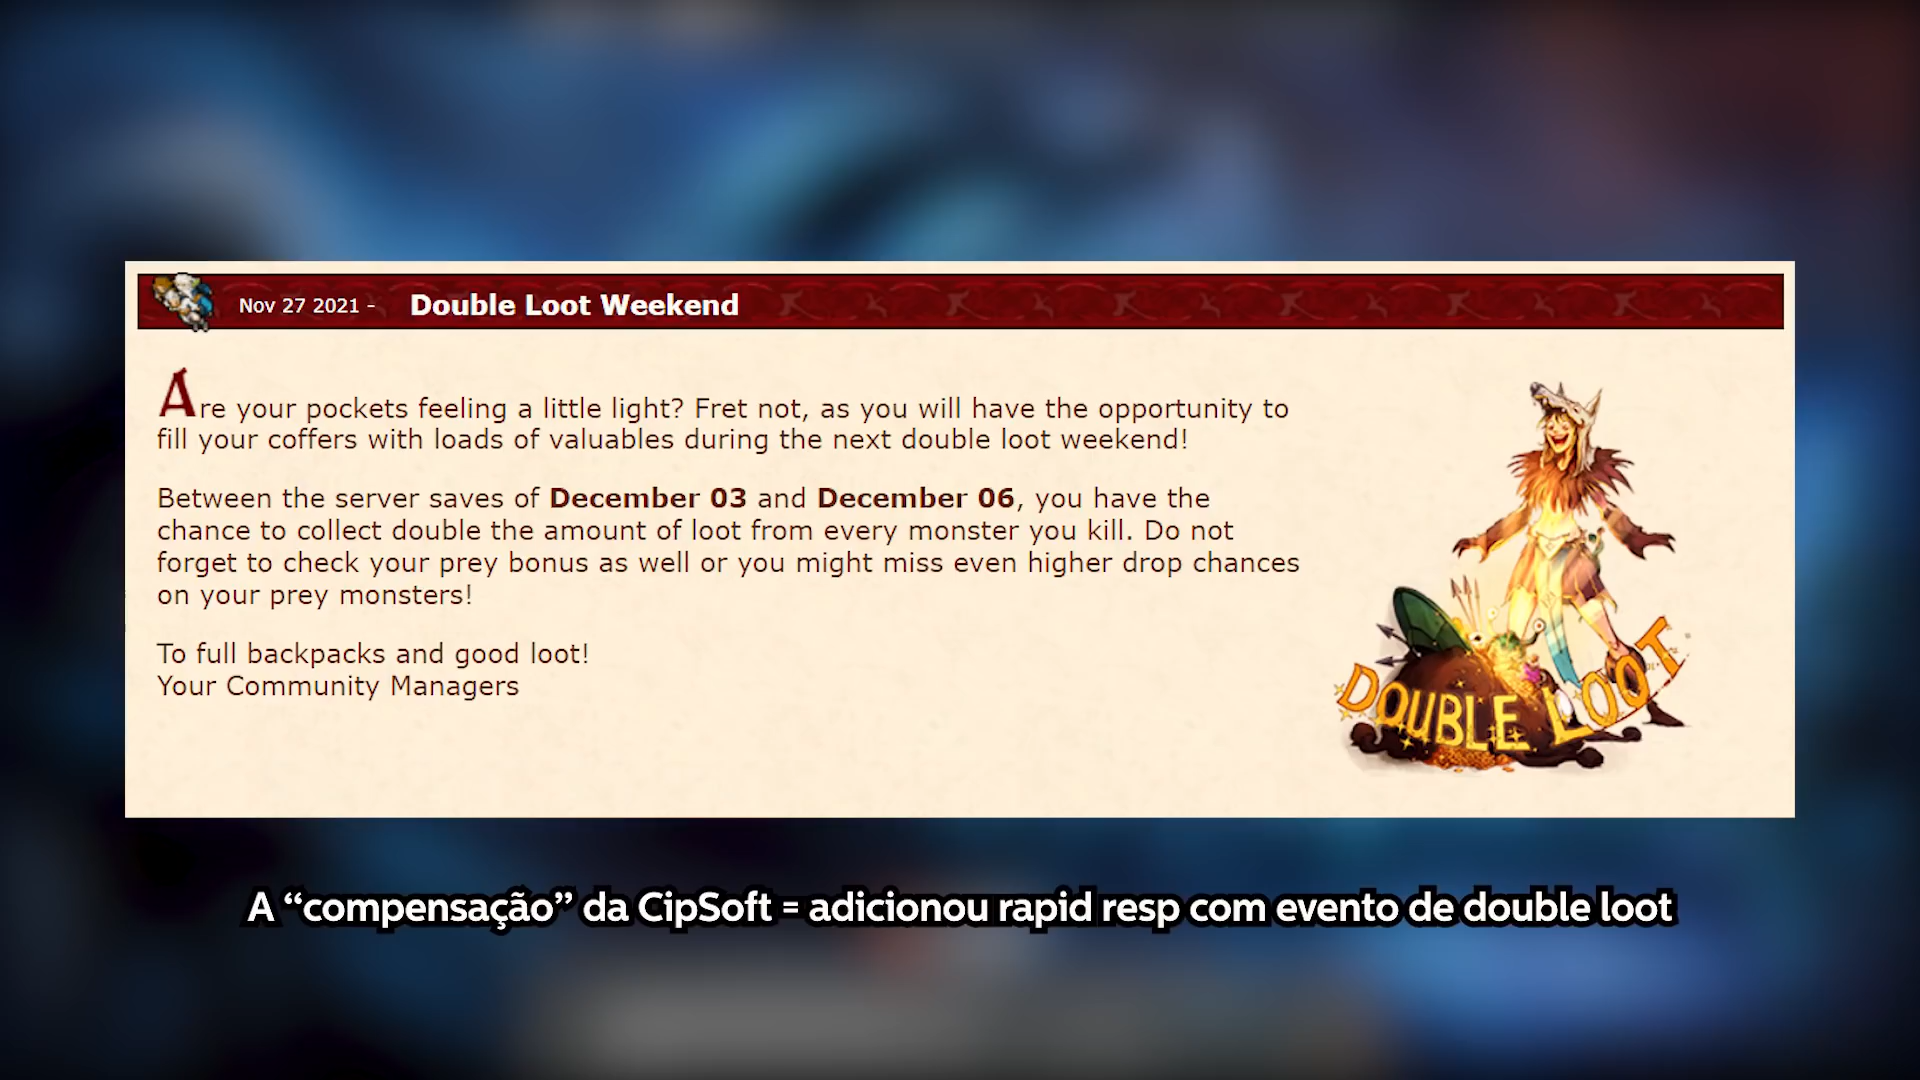 Nov 27 2021 - Double Loot Weekend
Are your pockets feeling a little light? Fret not, as you will have the opportunity to
fill your coffers with loads of valuables during the next double loot weekend!
Between the server saves of December 03 and December 06, you have the
chance to collect double the amount of loot from every monster you kill. Do not
forget to check your prey bonus as well or you might miss even higher drop chances
on your prey monsters!
To full backpacks and good loot!
Your Community Managers
DOUBLE LOOT
A “compensação” da CipSoft = adicionou rapid resp com evento de double loot